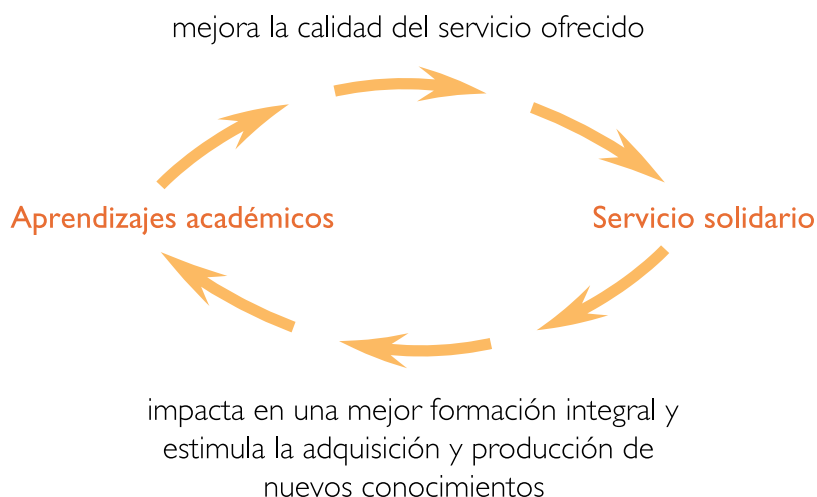 mejora la calidad del servicio ofrecido
Aprendizajes académicos
Servicio solidario
impacta en una mejor formación integral y
estimula la adquisición y producción de
nuevos conocimientos